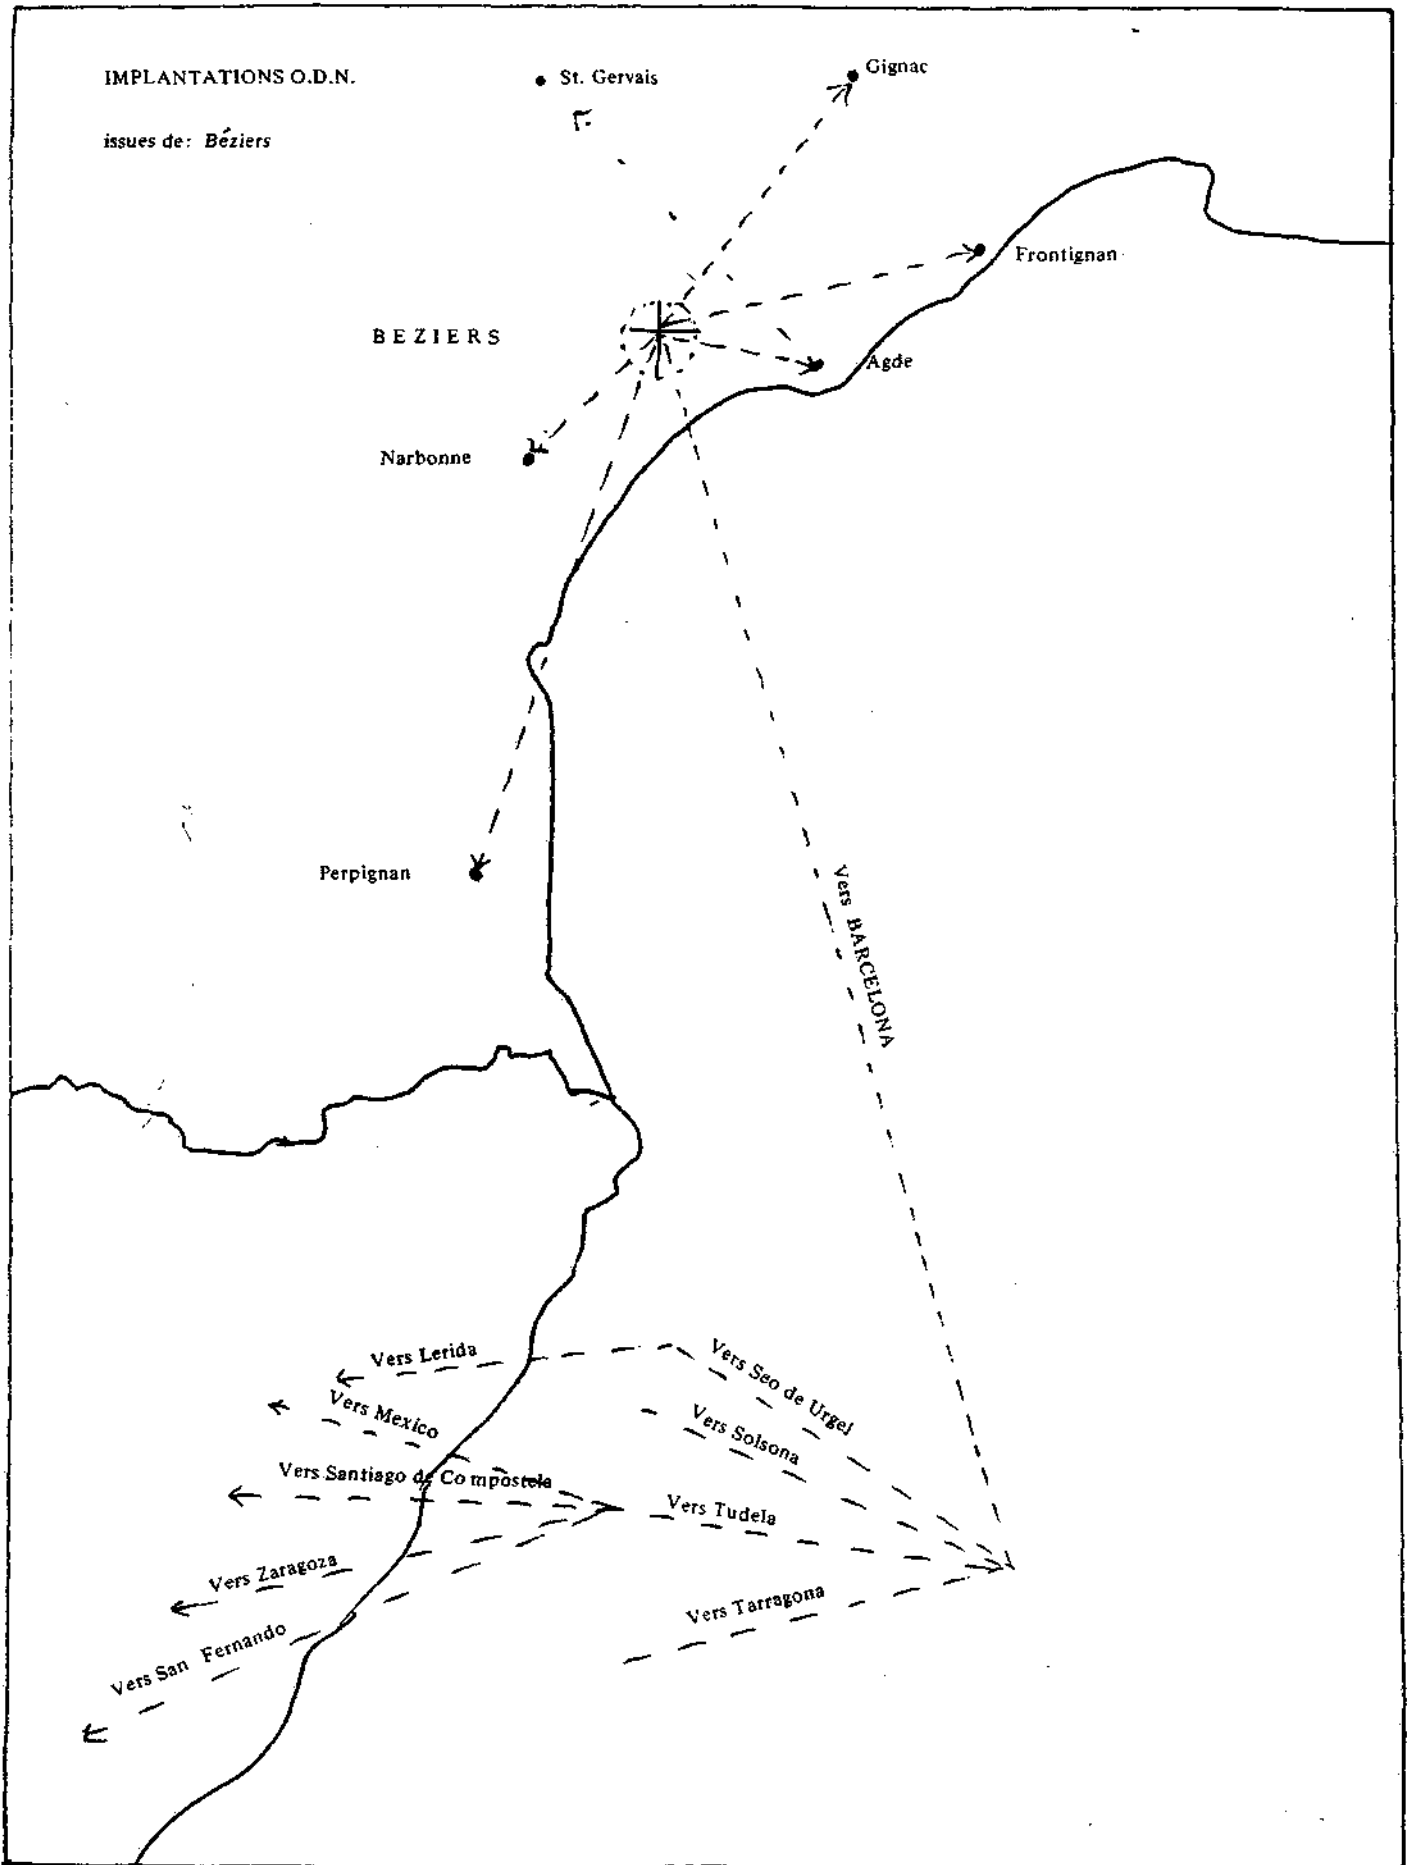 IMPLANTATIONS O.D.N.
St. Gervais
Gignac
issues de: Béziers
Frontignan
BEZIERS
Agde
Narbonne
Perpignan
Vers BARCELONA
Vers Lerida
Vers Seo de Urgel
Vers Mexico
Vers Solsona
Vers Santiago de Compostela
Vers Tudela
Vers Zaragoza
Vers Tarragona
Vers San Fernando